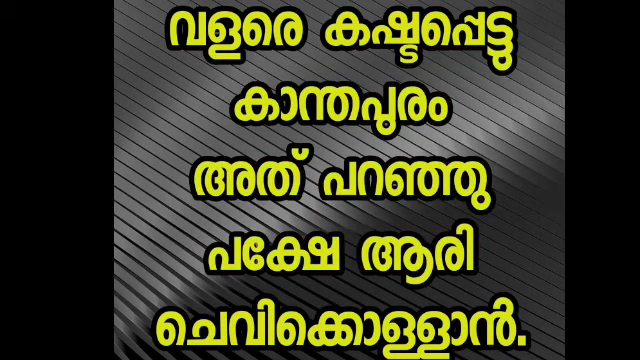 വളരെ കഷ്ടപ്പെട്ടു
കാന്തപുരം
അത് പറഞ്ഞു
പക്ഷേ ആരി
ചെവിക്കൊള്ളാൻ.